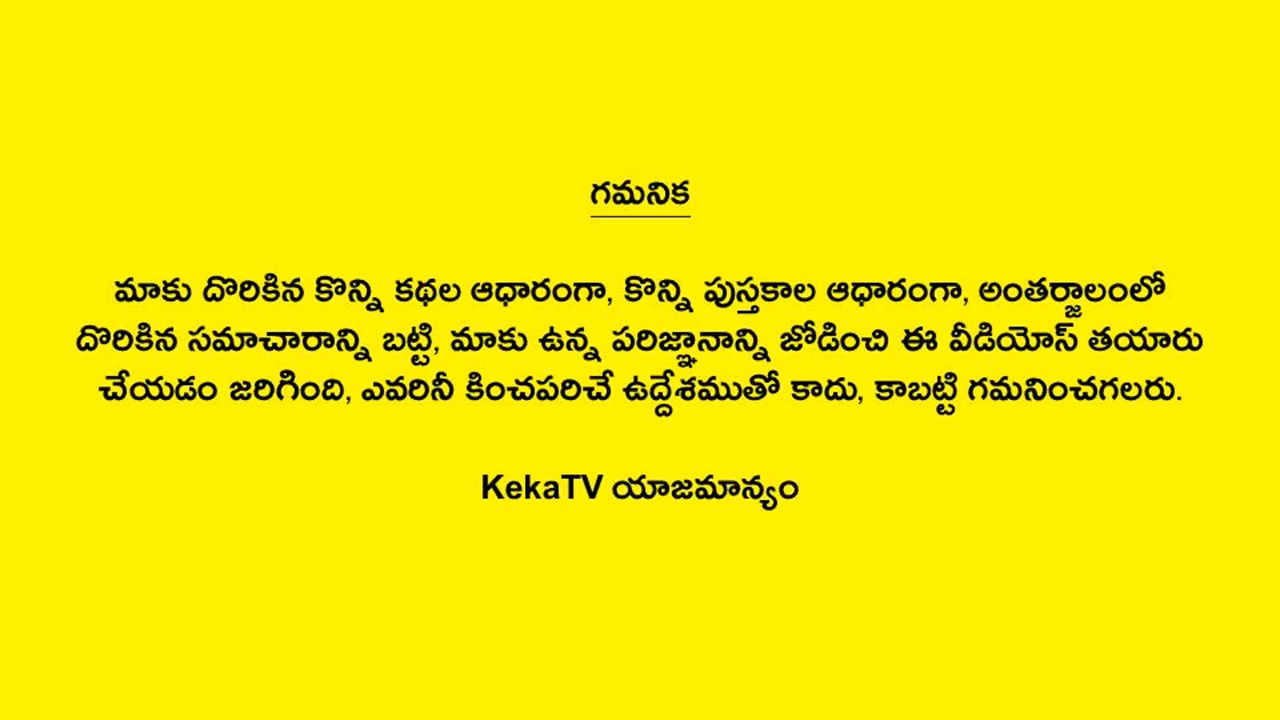 గమనిక
మాకు దొరికిన కొన్ని కథల ఆధారంగా, కొన్ని పుస్తకాల ఆధారంగా, అంతర్జాలంలో
దొరికిన సమాచారాన్ని బట్టి, మాకు ఉన్న పరిజ్ఞానాన్ని జోడించి ఈ వీడియోస్ తయారు
చేయడం జరిగింది, ఎవరినీ కించపరిచే ఉద్దేశముతో కాదు, కాబట్టి గమనించగలరు.
KekaTV యాజమాన్యం